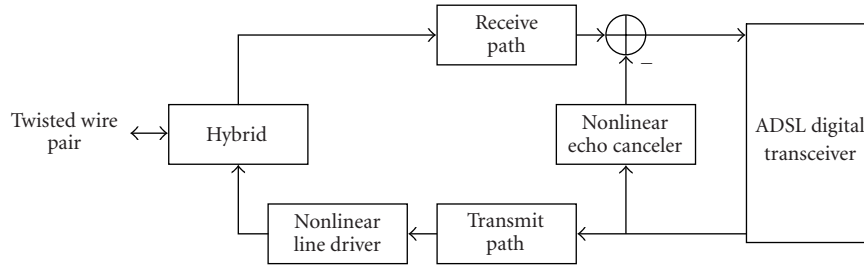 Receive
path
−
Twisted wire
pair
Hybrid
Nonlinear
echo canceler
ADSL digital
transceiver
Nonlinear
line driver
Transmit
path